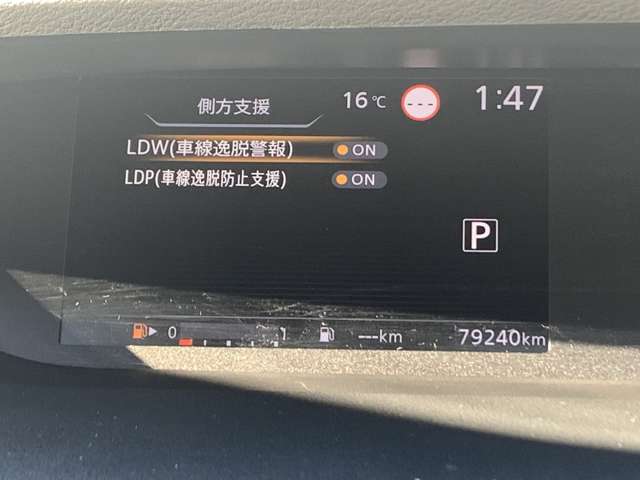 側方支援 16℃ --- 1:47
LDW(車線逸脱警報) ON
LDP(車線逸脱防止支援) ON
P
0 1 ---km 79240km